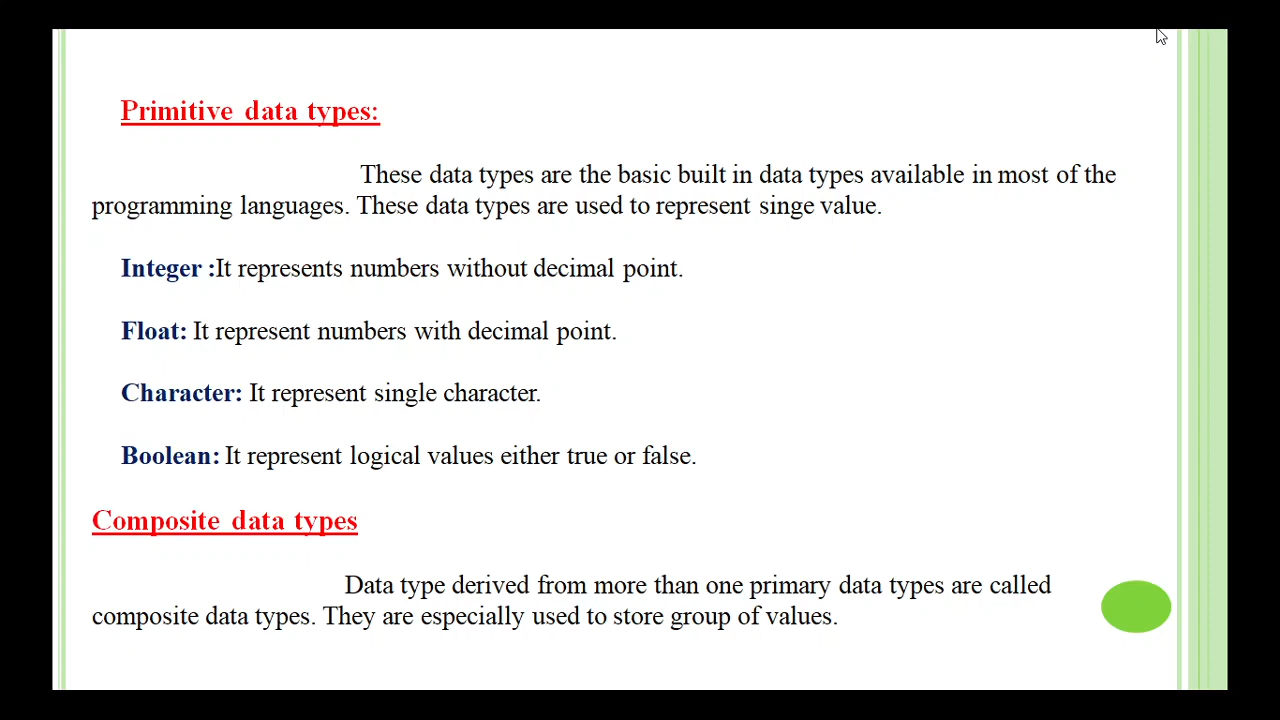 Primitive data types:
These data types are the basic built in data types available in most of the
programming languages. These data types are used to represent singe value.
Integer :It represents numbers without decimal point.
Float: It represent numbers with decimal point.
Character: It represent single character.
Boolean: It represent logical values either true or false.
Composite data types
Data type derived from more than one primary data types are called
composite data types. They are especially used to store group of values.